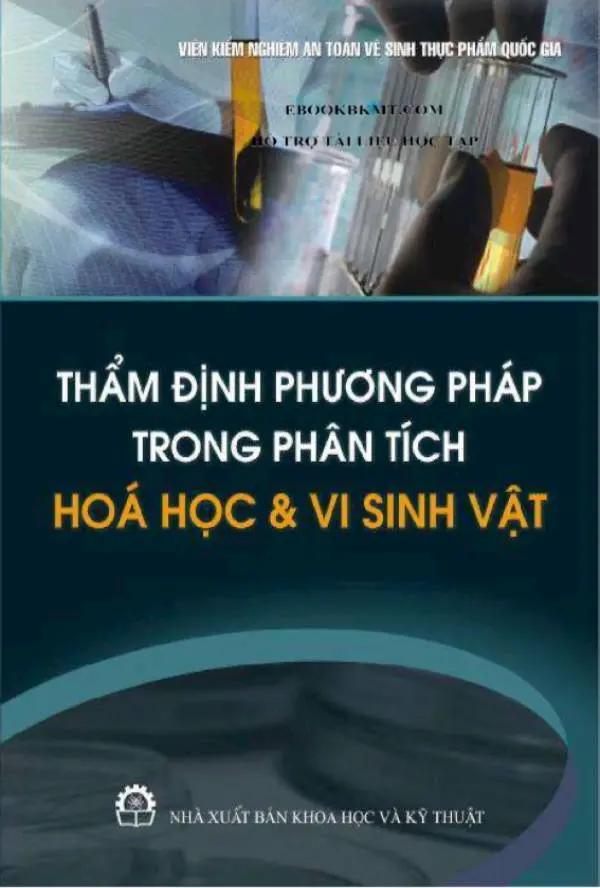 VIỆN KIỂM NGHIỆM AN TOÀN VỆ SINH THỰC PHẨM QUỐC GIA
EBOOKBKMT.COM
HỖ TRỢ TÀI LIỆU HỌC TẬP
THẨM ĐỊNH PHƯƠNG PHÁP
TRONG PHÂN TÍCH
HOÁ HỌC & VI SINH VẬT
NHÀ XUẤT BẢN KHOA HỌC VÀ KỸ THUẬT